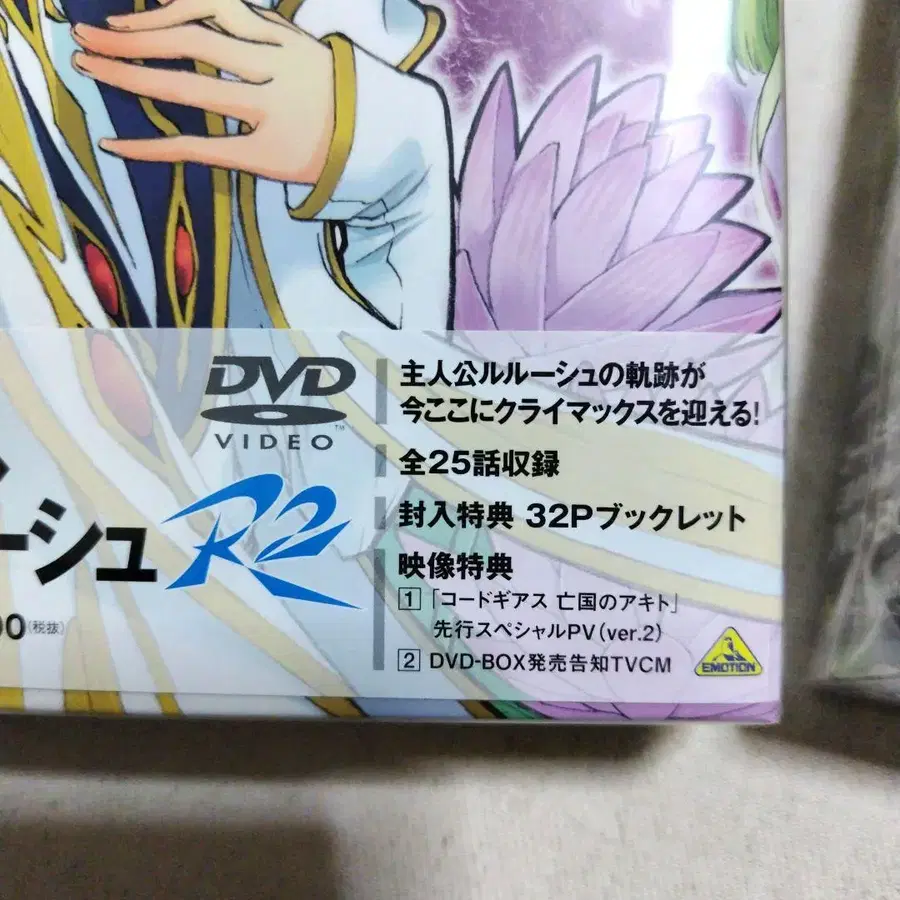 DVD
VIDEO
TM
ーシュ R2
00(税抜)
主人公ルルーシュの軌跡が
今ここにクライマックスを迎える!
全25話収録
封入特典 32Pブックレット
映像特典
1 「コードギアス 亡国のアキト」
先行スペシャルPV(ver.2)
2 DVD-BOX発売告知TVCM
EMOTION